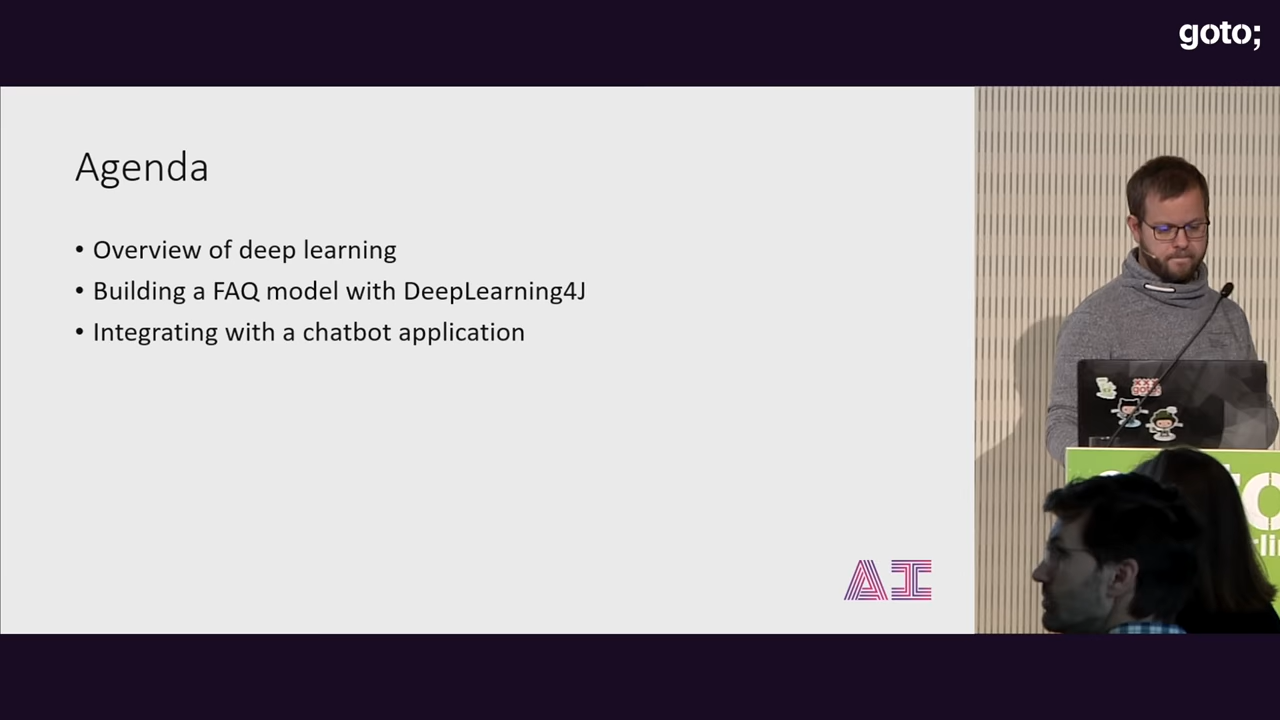 goto;
Agenda
• Overview of deep learning
• Building a FAQ model with DeepLearning4J
• Integrating with a chatbot application
AI